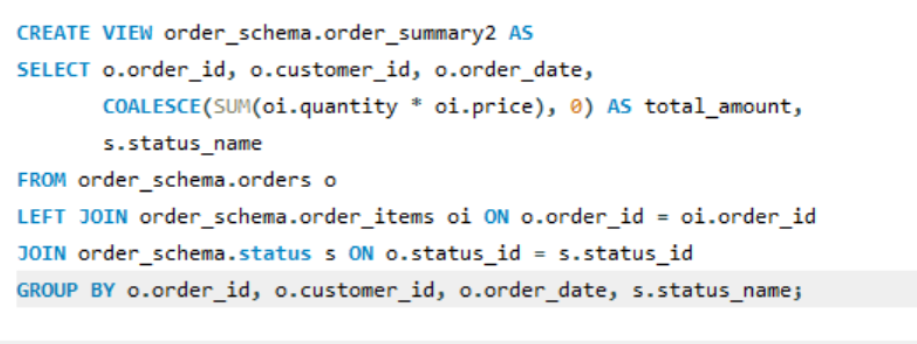 CREATE VIEW order_schema.order_summary2 AS
SELECT o.order_id, o.customer_id, o.order_date,
COALESCE(SUM(oi.quantity * oi.price), 0) AS total_amount,
s.status_name
FROM order_schema.orders o
LEFT JOIN order_schema.order_items oi ON o.order_id = oi.order_id
JOIN order_schema.status s ON o.status_id = s.status_id
GROUP BY o.order_id, o.customer_id, o.order_date, s.status_name;